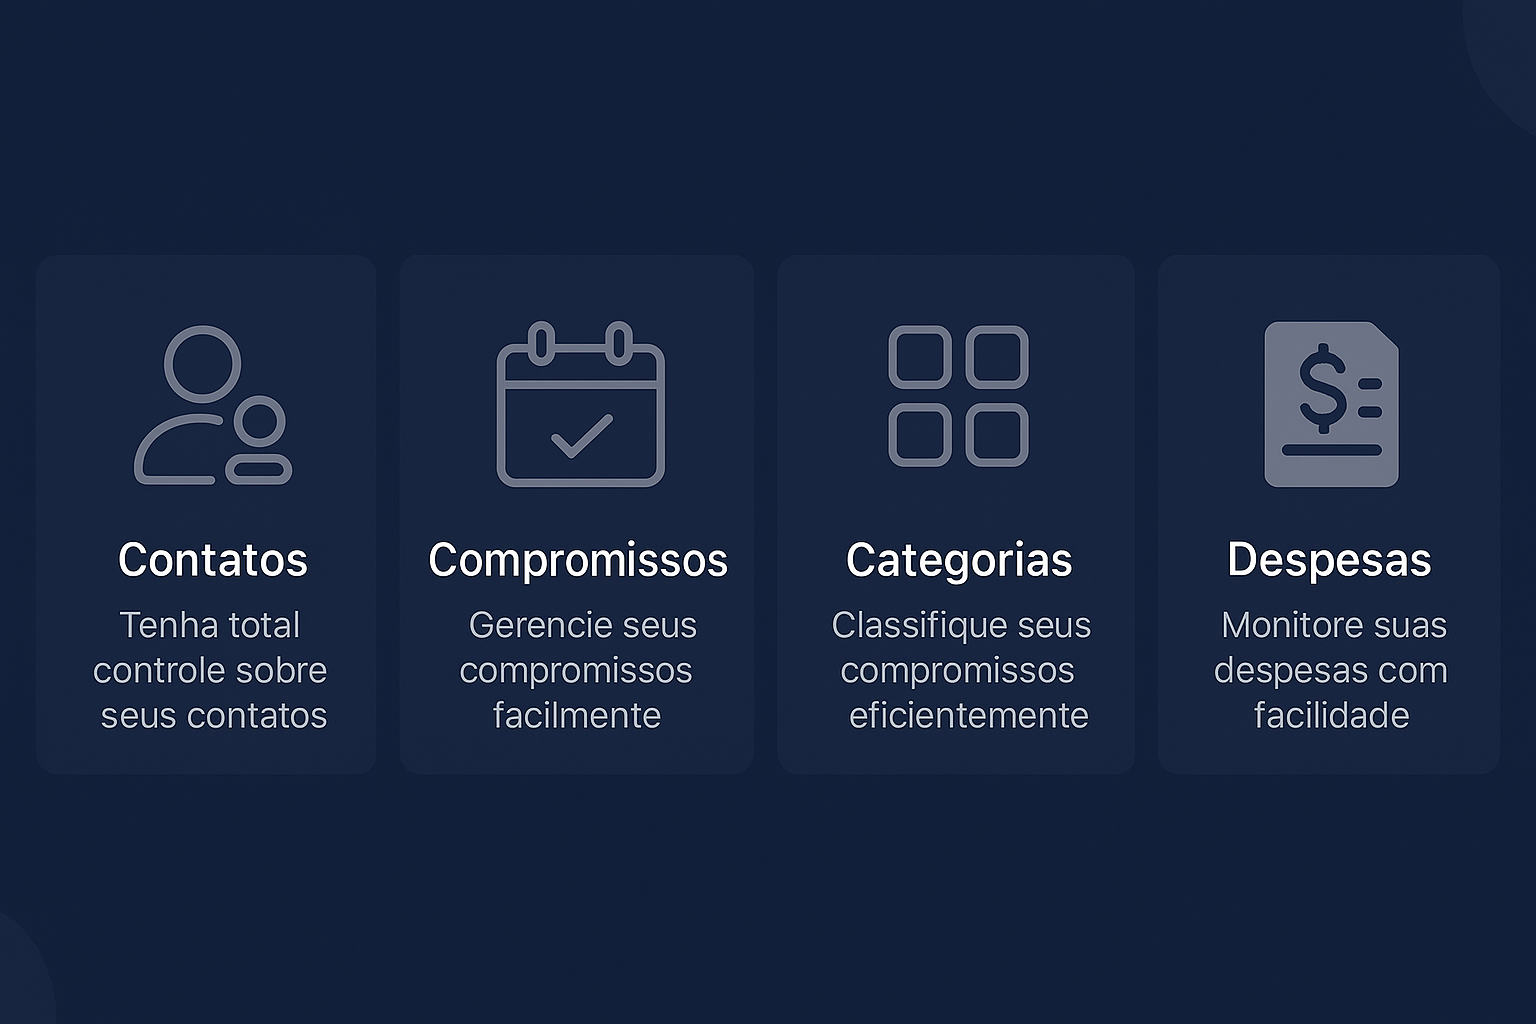 Contatos
Tenha total
controle sobre
seus contatos
Compromissos
Gerencie seus
compromissos
facilmente
Categorias
Classifique seus
compromissos
eficientemente
$
Despesas
Monitore suas
despesas com
facilidade